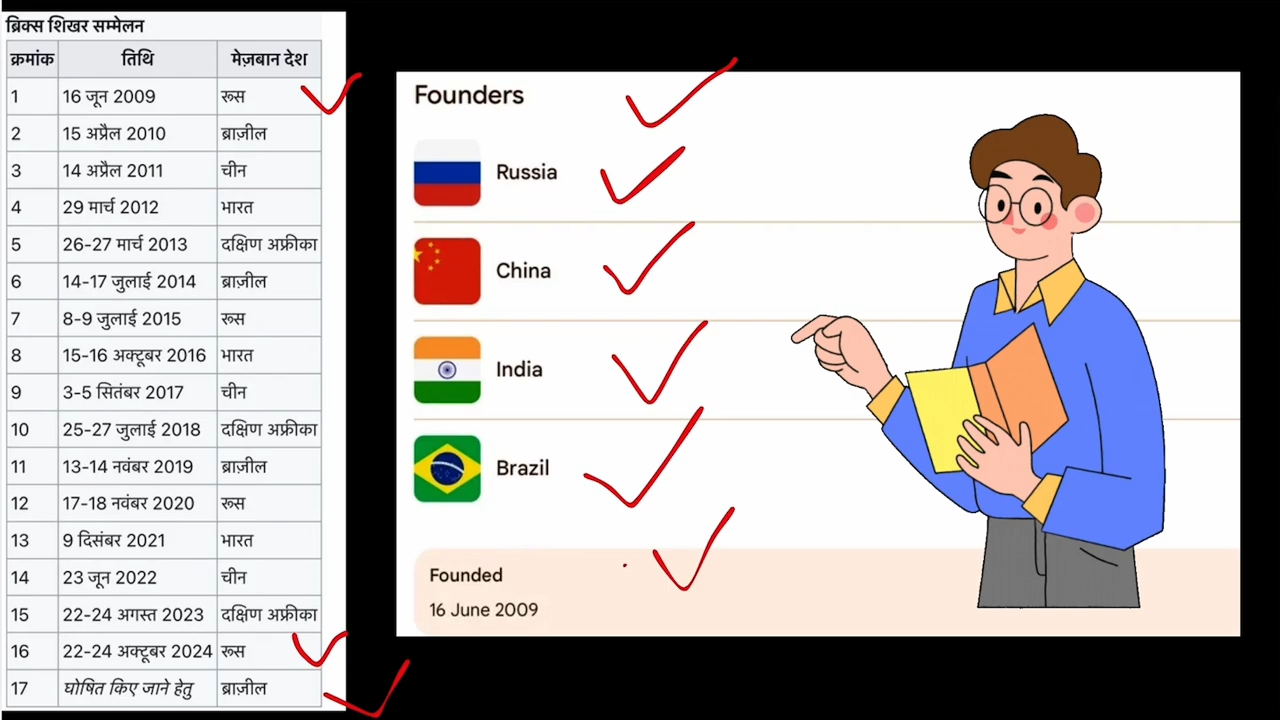 ब्रिक्स शिखर सम्मेलन
क्रमांक तिथि मेज़बान देश
1 16 जून 2009 रूस
2 15 अप्रैल 2010 ब्राज़ील
3 14 अप्रैल 2011 चीन
4 29 मार्च 2012 भारत
5 26-27 मार्च 2013 दक्षिण अफ्रीका
6 14-17 जुलाई 2014 ब्राज़ील
7 8-9 जुलाई 2015 रूस
8 15-16 अक्टूबर 2016 भारत
9 3-5 सितंबर 2017 चीन
10 25-27 जुलाई 2018 दक्षिण अफ्रीका
11 13-14 नवंबर 2019 ब्राज़ील
12 17-18 नवंबर 2020 रूस
13 9 दिसंबर 2021 भारत
14 23 जून 2022 चीन
15 22-24 अगस्त 2023 दक्षिण अफ्रीका
16 22-24 अक्टूबर 2024 रूस
17 घोषित किए जाने हेतु ब्राज़ील
Founders
Russia
China
India
Brazil
Founded
16 June 2009